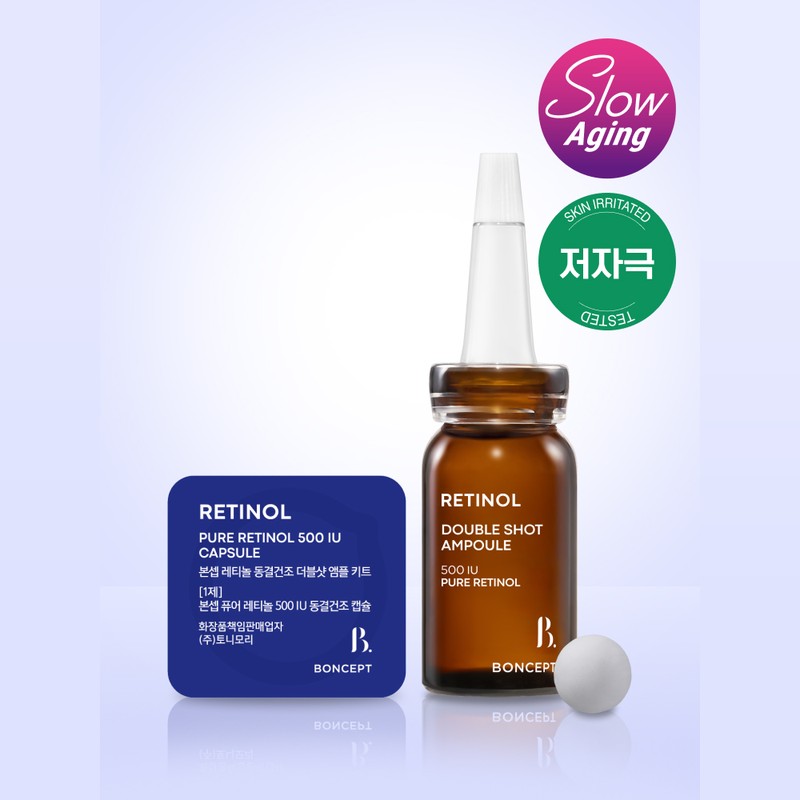 Slow
Aging
SKIN IRRITATED
저자극
TESTED
RETINOL
PURE RETINOL 500 IU
CAPSULE
본셉 레티놀 동결건조 더블샷 앰플 키트
[1제]
본셉 퓨어 레티놀 500 IU 동결건조 캡슐
화장품책임판매업자
(주)토니모리
B.
BONCEPT
RETINOL
DOUBLE SHOT
AMPOULE
500 IU
PURE RETINOL
B.
BONCEPT